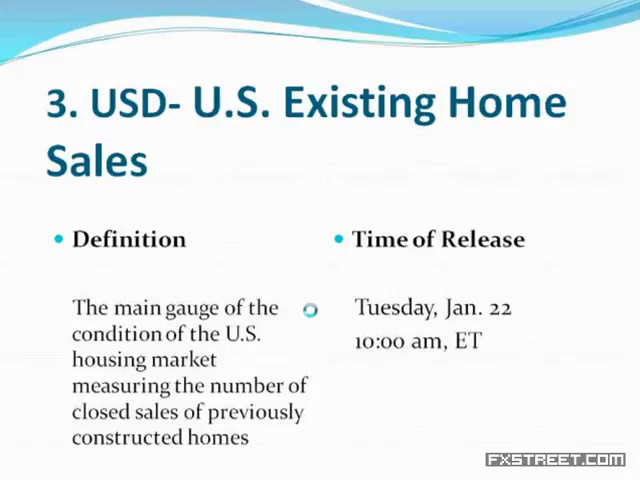 3. USD- U.S. Existing Home
Sales
• Definition
The main gauge of the
condition of the U.S.
housing market
measuring the number of
closed sales of previously
constructed homes
• Time of Release
Tuesday, Jan. 22
10:00 am, ET
FXSTREET.COM